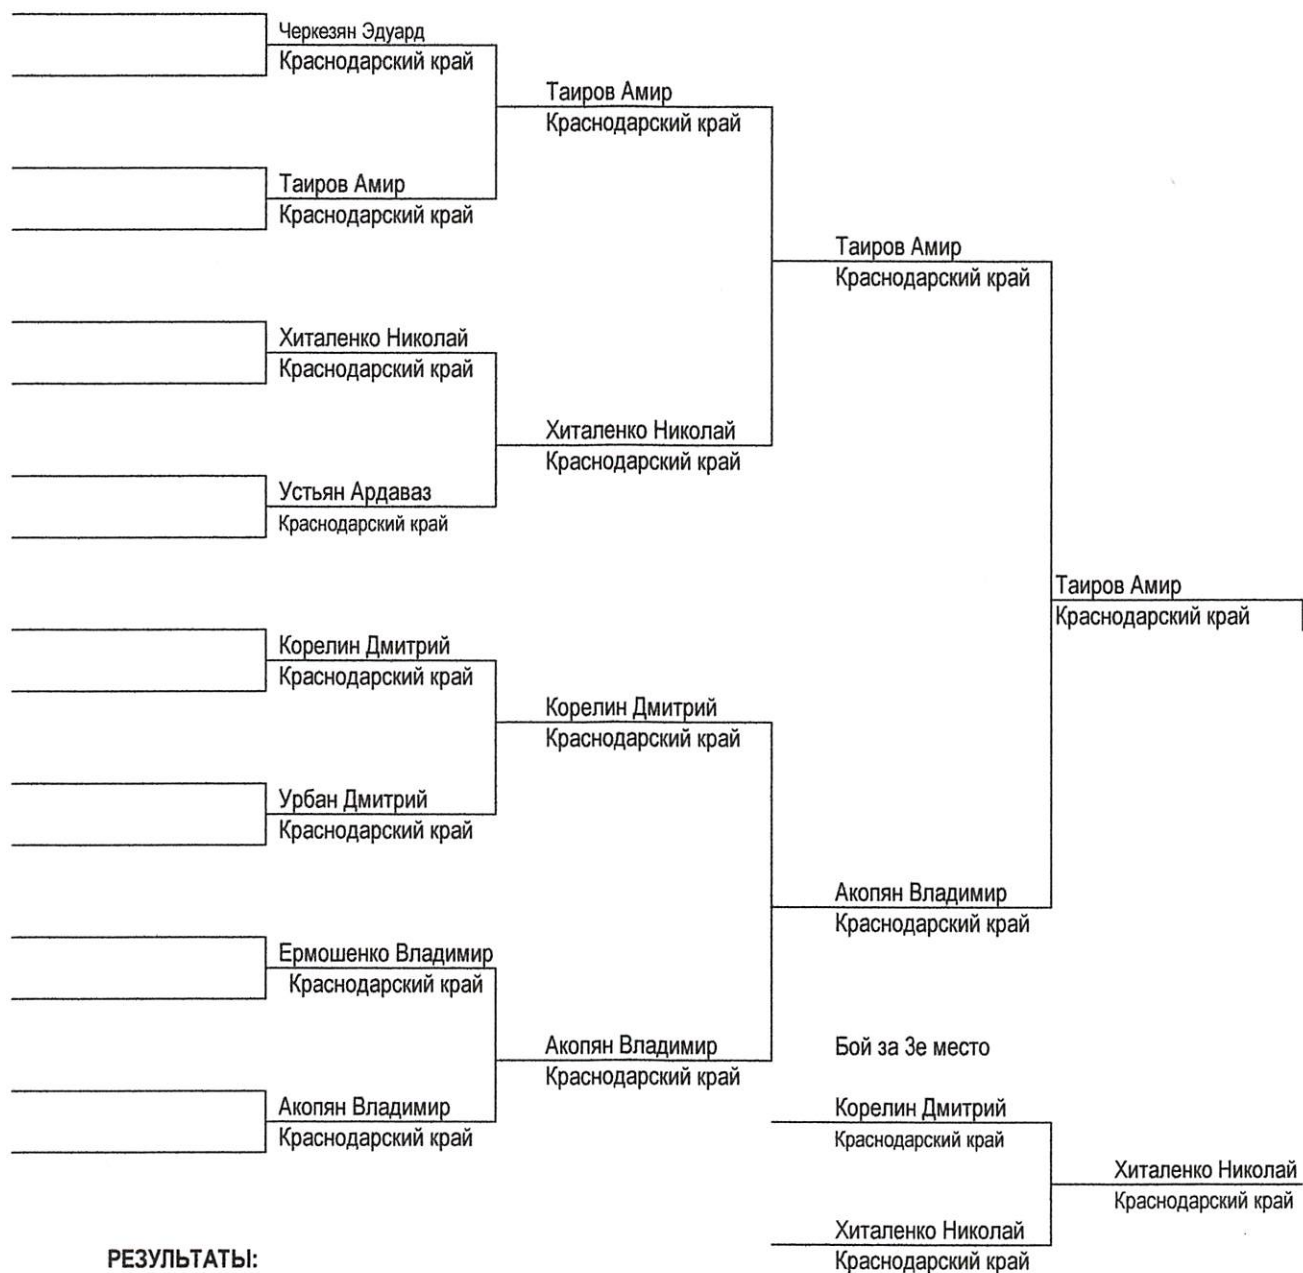 Черкезян Эдуард
Краснодарский край
Таиров Амир
Краснодарский край
Таиров Амир
Краснодарский край
Таиров Амир
Краснодарский край
Хиталенко Николай
Краснодарский край
Хиталенко Николай
Краснодарский край
Устьян Ардаваз
Краснодарский край
Таиров Амир
Краснодарский край
Корелин Дмитрий
Краснодарский край
Корелин Дмитрий
Краснодарский край
Урбан Дмитрий
Краснодарский край
Акопян Владимир
Краснодарский край
Ермошенко Владимир
Краснодарский край
Акопян Владимир
Краснодарский край
Акопян Владимир
Краснодарский край
Бой за 3е место
Корелин Дмитрий
Краснодарский край
Хиталенко Николай
Краснодарский край
Хиталенко Николай
Краснодарский край
РЕЗУЛЬТАТЫ: